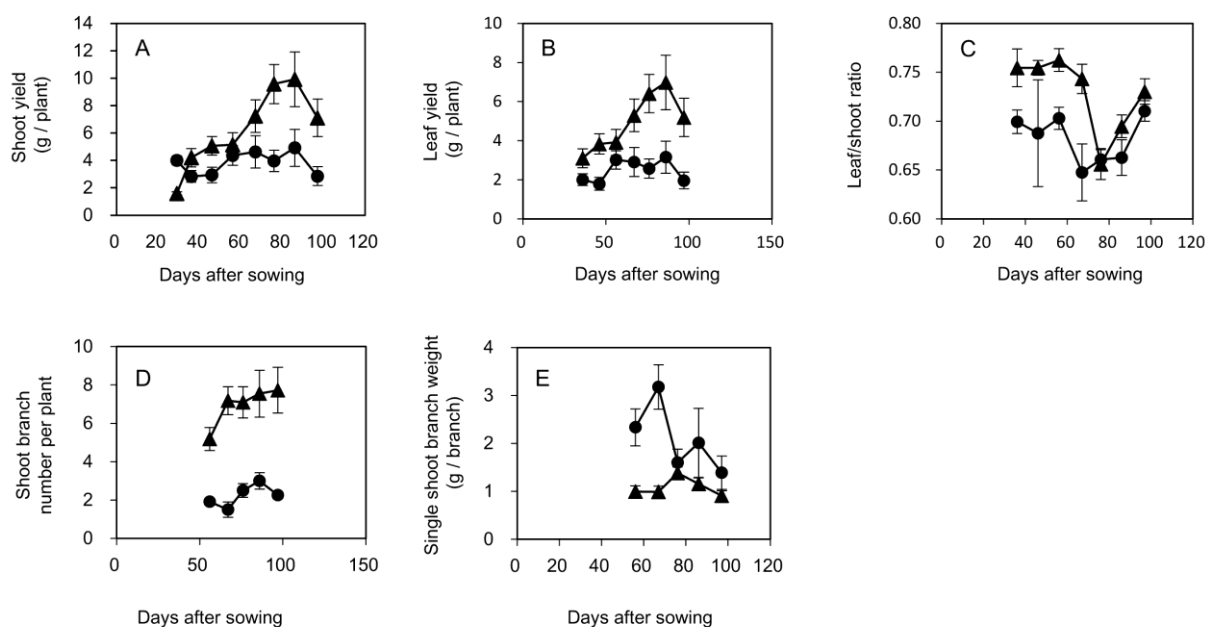 A
Shoot yield
(g / plant)
14
12
10
8
6
4
2
0
0 20 40 60 80 100 120
Days after sowing
B
Leaf yield
(g / plant)
10
8
6
4
2
0
0 50 100 150
Days after sowing
C
Leaf/shoot ratio
0.80
0.75
0.70
0.65
0.60
0 20 40 60 80 100 120
Days after sowing
D
Shoot branch
number per plant
10
8
6
4
2
0
0 50 100 150
Days after sowing
E
Single shoot branch weight
(g / branch)
4
3
2
1
0
0 20 40 60 80 100 120
Days after sowing